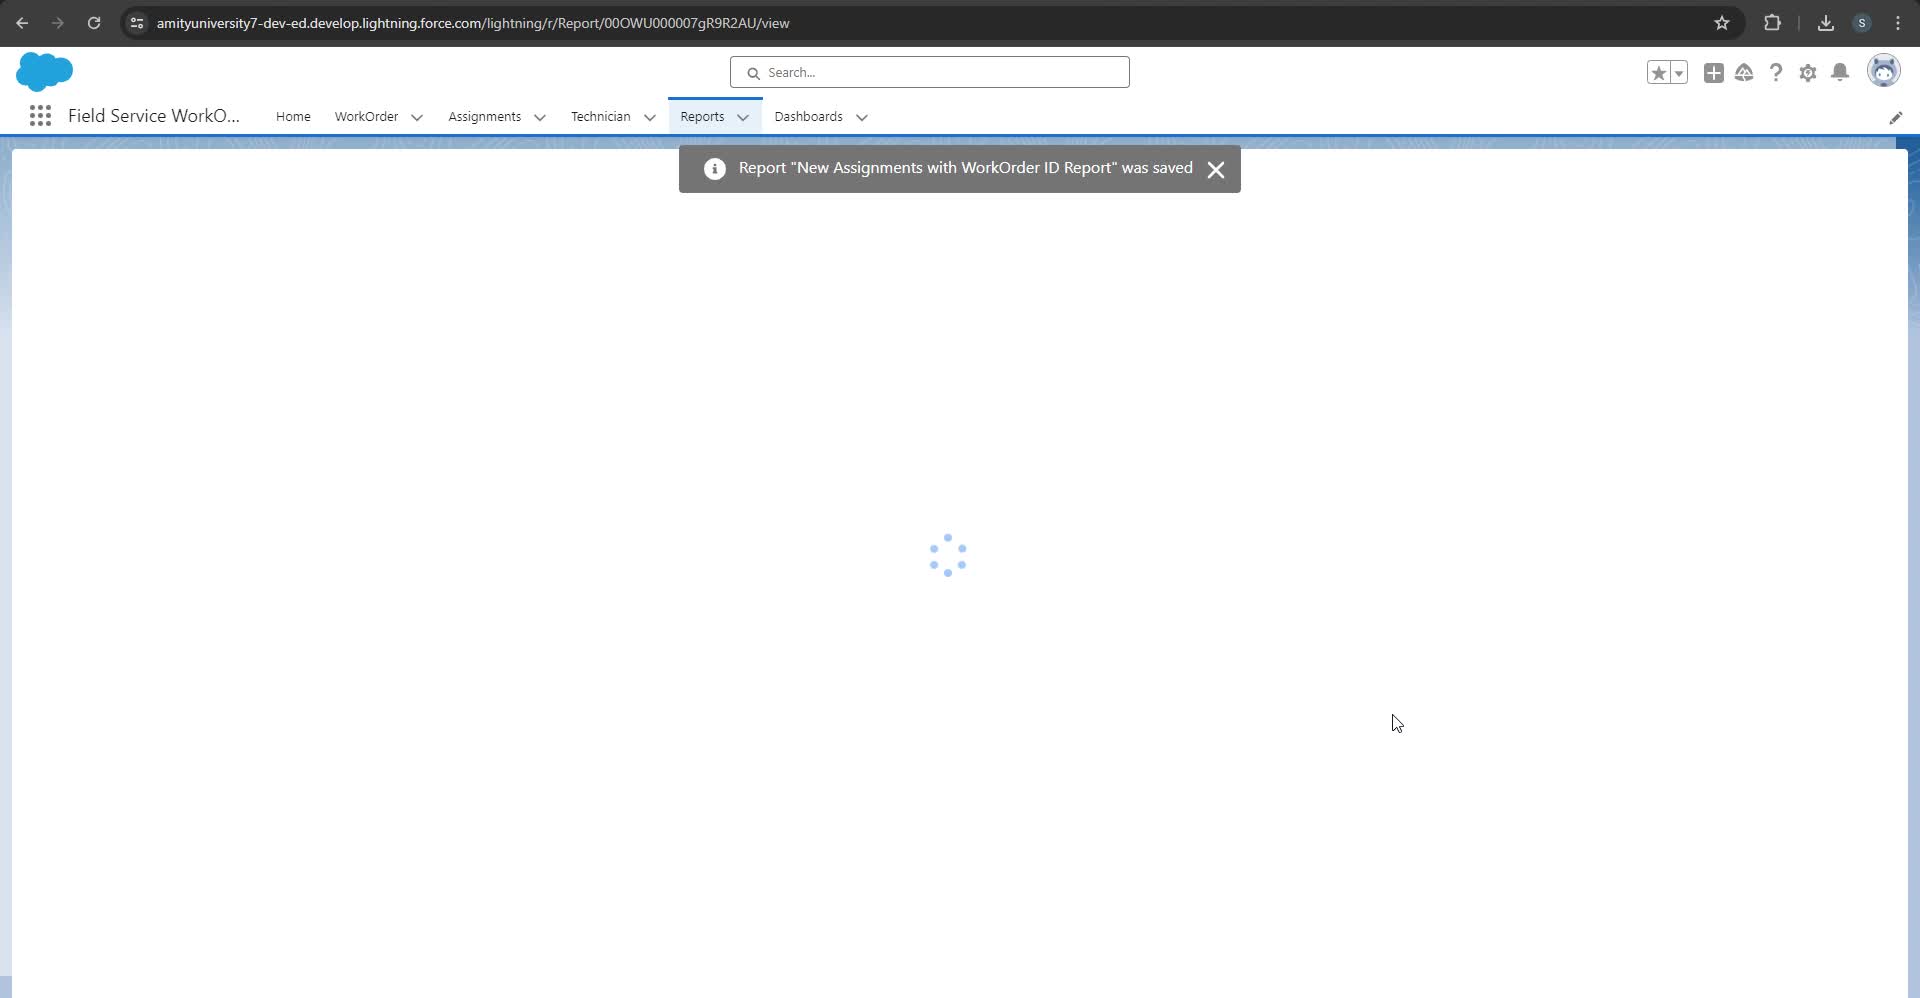 amityuniversity7-dev-ed.develop.lightning.force.com/lightning/r/Report/00OWU000007gR9R2AU/view
S
Search...
Field Service WorkO...
Home
WorkOrder
Assignments
Technician
Reports
Dashboards
Report "New Assignments with WorkOrder ID Report" was saved